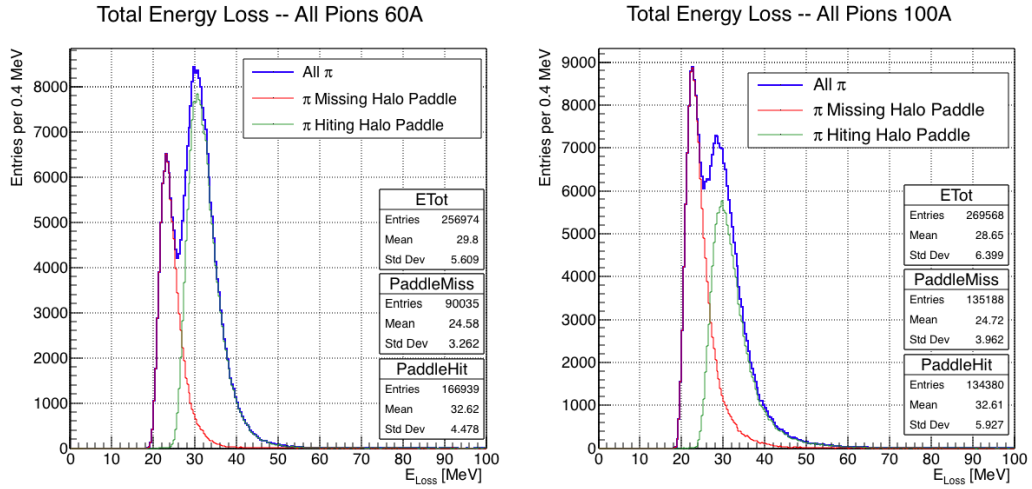 Total Energy Loss -- All Pions 60A
Entries per 0.4 MeV
8000
7000
6000
5000
4000
3000
2000
1000
0
0 10 20 30 40 50 60 70 80 90 100
E_Loss [MeV]
All π
π Missing Halo Paddle
π Hiting Halo Paddle
ETot
Entries 256974
Mean 29.8
Std Dev 5.609
PaddleMiss
Entries 90035
Mean 24.58
Std Dev 3.262
PaddleHit
Entries 166939
Mean 32.62
Std Dev 4.478
Total Energy Loss -- All Pions 100A
Entries per 0.4 MeV
9000
8000
7000
6000
5000
4000
3000
2000
1000
0
0 10 20 30 40 50 60 70 80 90 100
E_Loss [MeV]
All π
π Missing Halo Paddle
π Hiting Halo Paddle
ETot
Entries 269568
Mean 28.65
Std Dev 6.399
PaddleMiss
Entries 135188
Mean 24.72
Std Dev 3.962
PaddleHit
Entries 134380
Mean 32.61
Std Dev 5.927